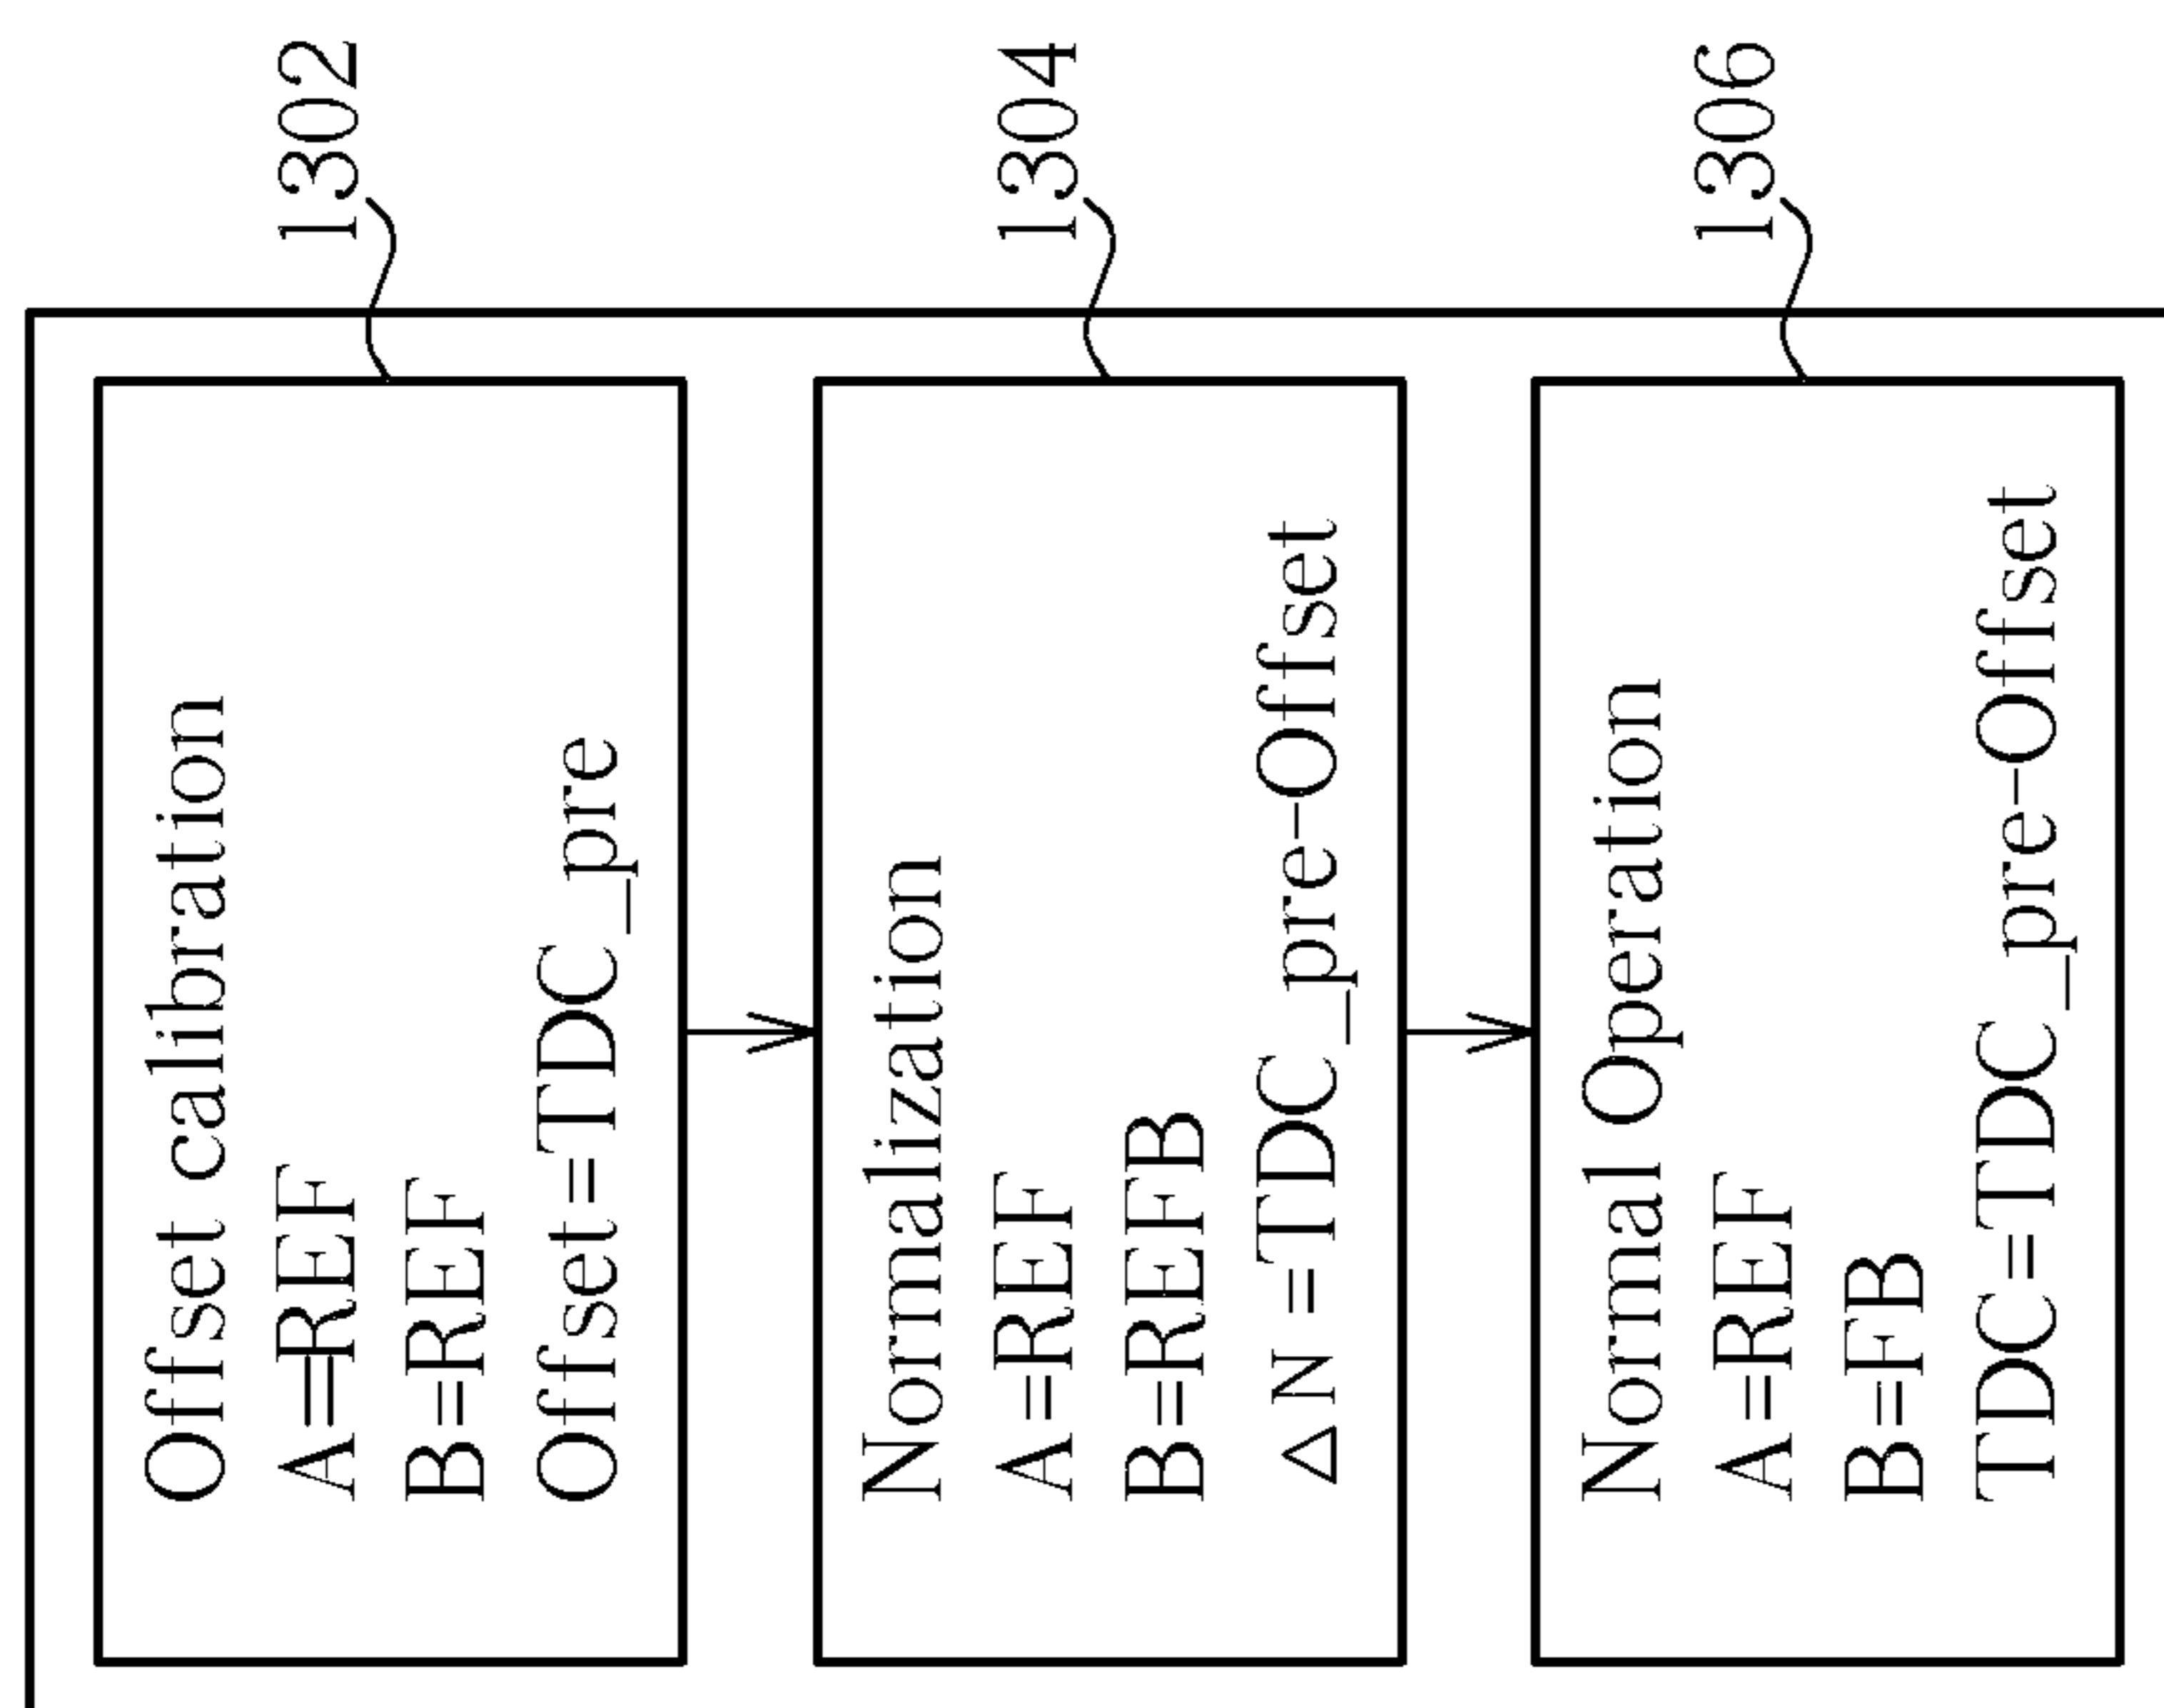 Offset calibration
A=REF
B=REF
Offset=TDC_pre
1302
Normalization
A=REF
B=REFB
△N =TDC_pre-Offset
1304
Normal Operation
A=REF
B=FB
TDC=TDC_pre-Offset
1306